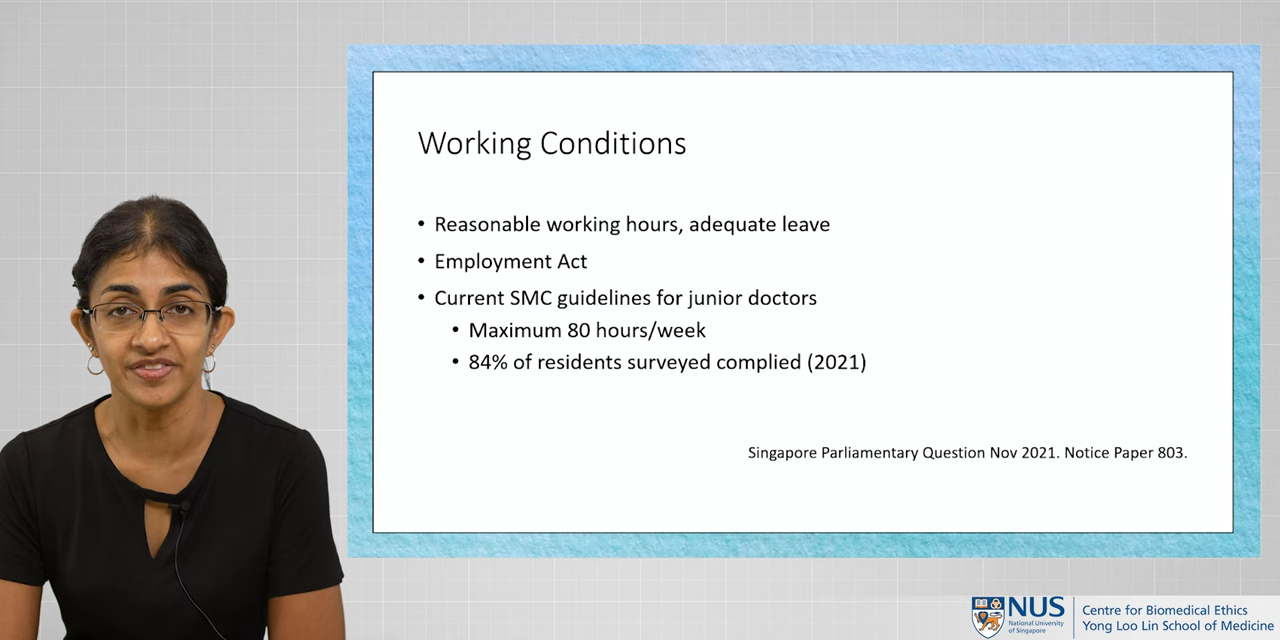 Working Conditions
• Reasonable working hours, adequate leave
• Employment Act
• Current SMC guidelines for junior doctors
• Maximum 80 hours/week
• 84% of residents surveyed complied (2021)
Singapore Parliamentary Question Nov 2021. Notice Paper 803.
NUS
National University
of Singapore
Centre for Biomedical Ethics
Yong Loo Lin School of Medicine